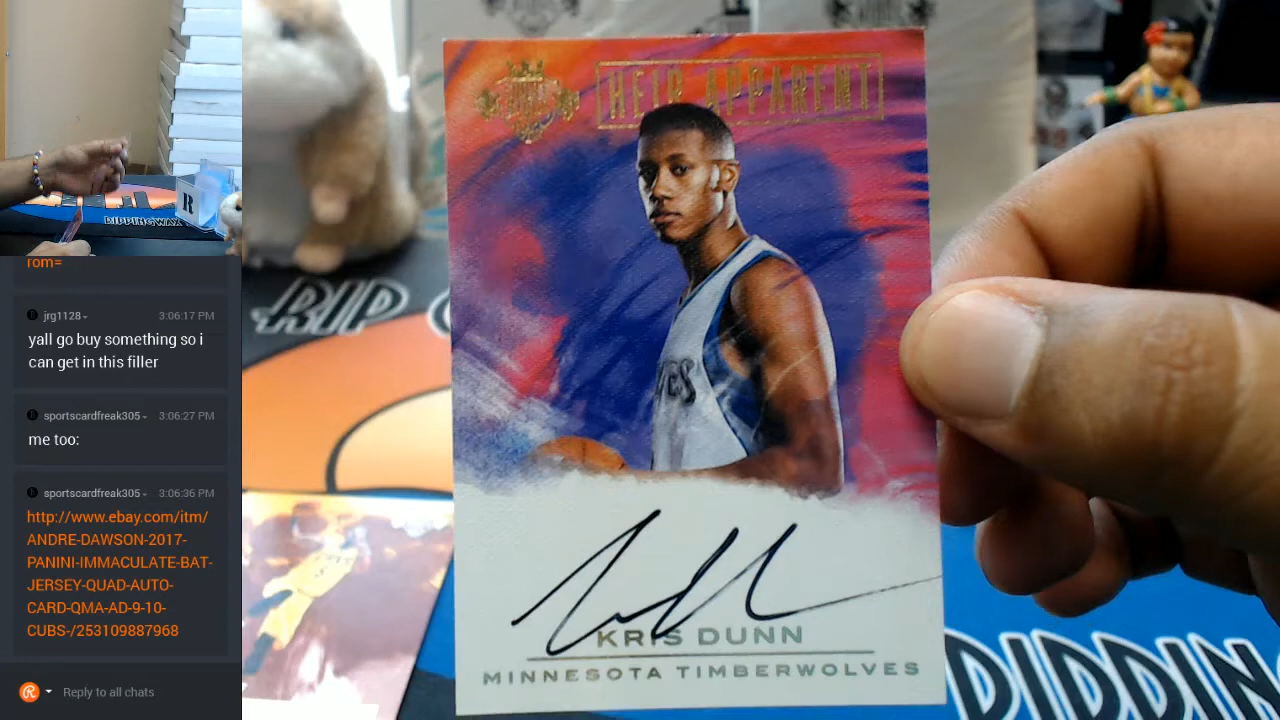 RIPPINGWAX
R
rom=
jrg1128
3:06:17 PM
yall go buy something so i
can get in this filler
sportscardfreak305
3:06:27 PM
me too:
sportscardfreak305
3:06:36 PM
http://www.ebay.com/itm/
ANDRE-DAWSON-2017-
PANINI-IMMACULATE-BAT-
JERSEY-QUAD-AUTO-
CARD-QMA-AD-9-10-
CUBS-/253109887968
Reply to all chats
HEIR APPARENT
RIP
KRIS DUNN
MINNESOTA TIMBERWOLVES